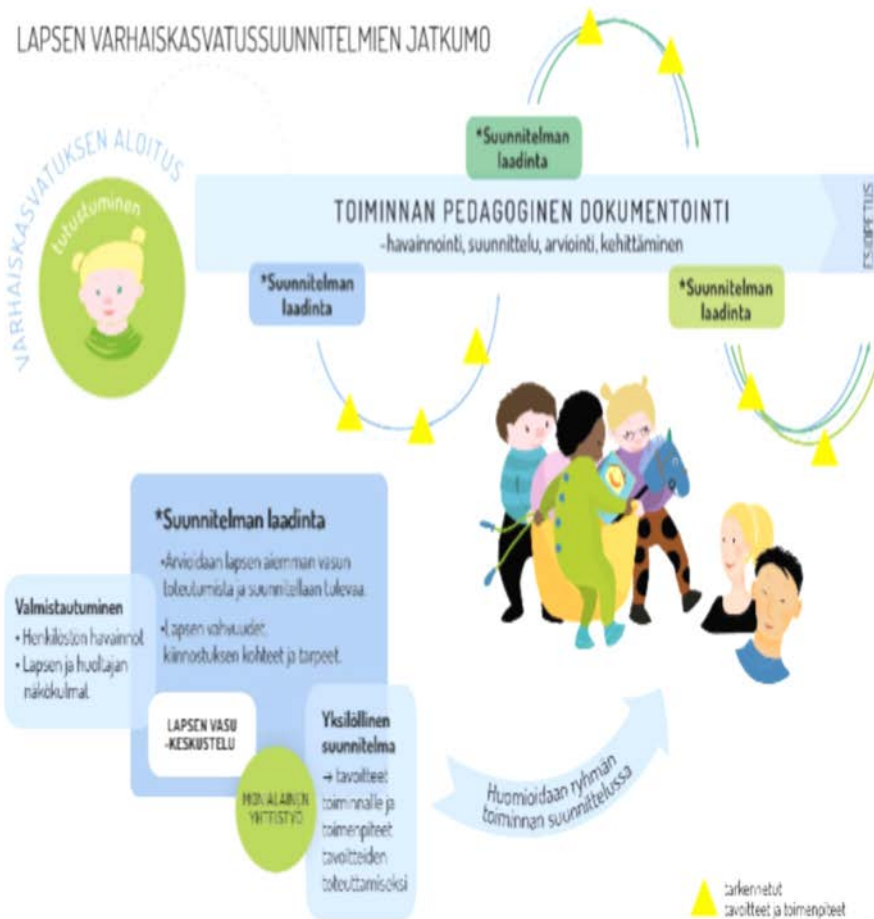 LAPSEN VARHAISKASVATUSSUUNNITELMIEN JATKUMO
VARHAISKASVATUKSEN ALOITUS
tutustuminen
*Suunnitelman
laadinta
TOIMINNAN PEDAGOGINEN DOKUMENTOINTI
-havainnointi, suunnittelu, arviointi, kehittäminen
ESIOPETUS
*Suunnitelman
laadinta
*Suunnitelman
laadinta
*Suunnitelman laadinta
•Arvioidaan lapsen aiemman vasun
toteutumista ja suunnitellaan tulevaa.
•Lapsen vahvuudet,
kiinnostuksen kohteet ja tarpeet.
Valmistautuminen
• Henkilöstön havainnot
• Lapsen ja huoltajan
näkökulmat
LAPSEN VASU
-KESKUSTELU
MONIALAINEN
YHTEISTYÖ
Yksilöllinen
suunnitelma
→ tavoitteet
toiminnalle ja
toimenpiteet
tavoitteiden
toteuttamiseksi
Huomioidaan ryhmän
toiminnan suunnittelussa
tarkennetut
tavoitteet ja toimenpiteet